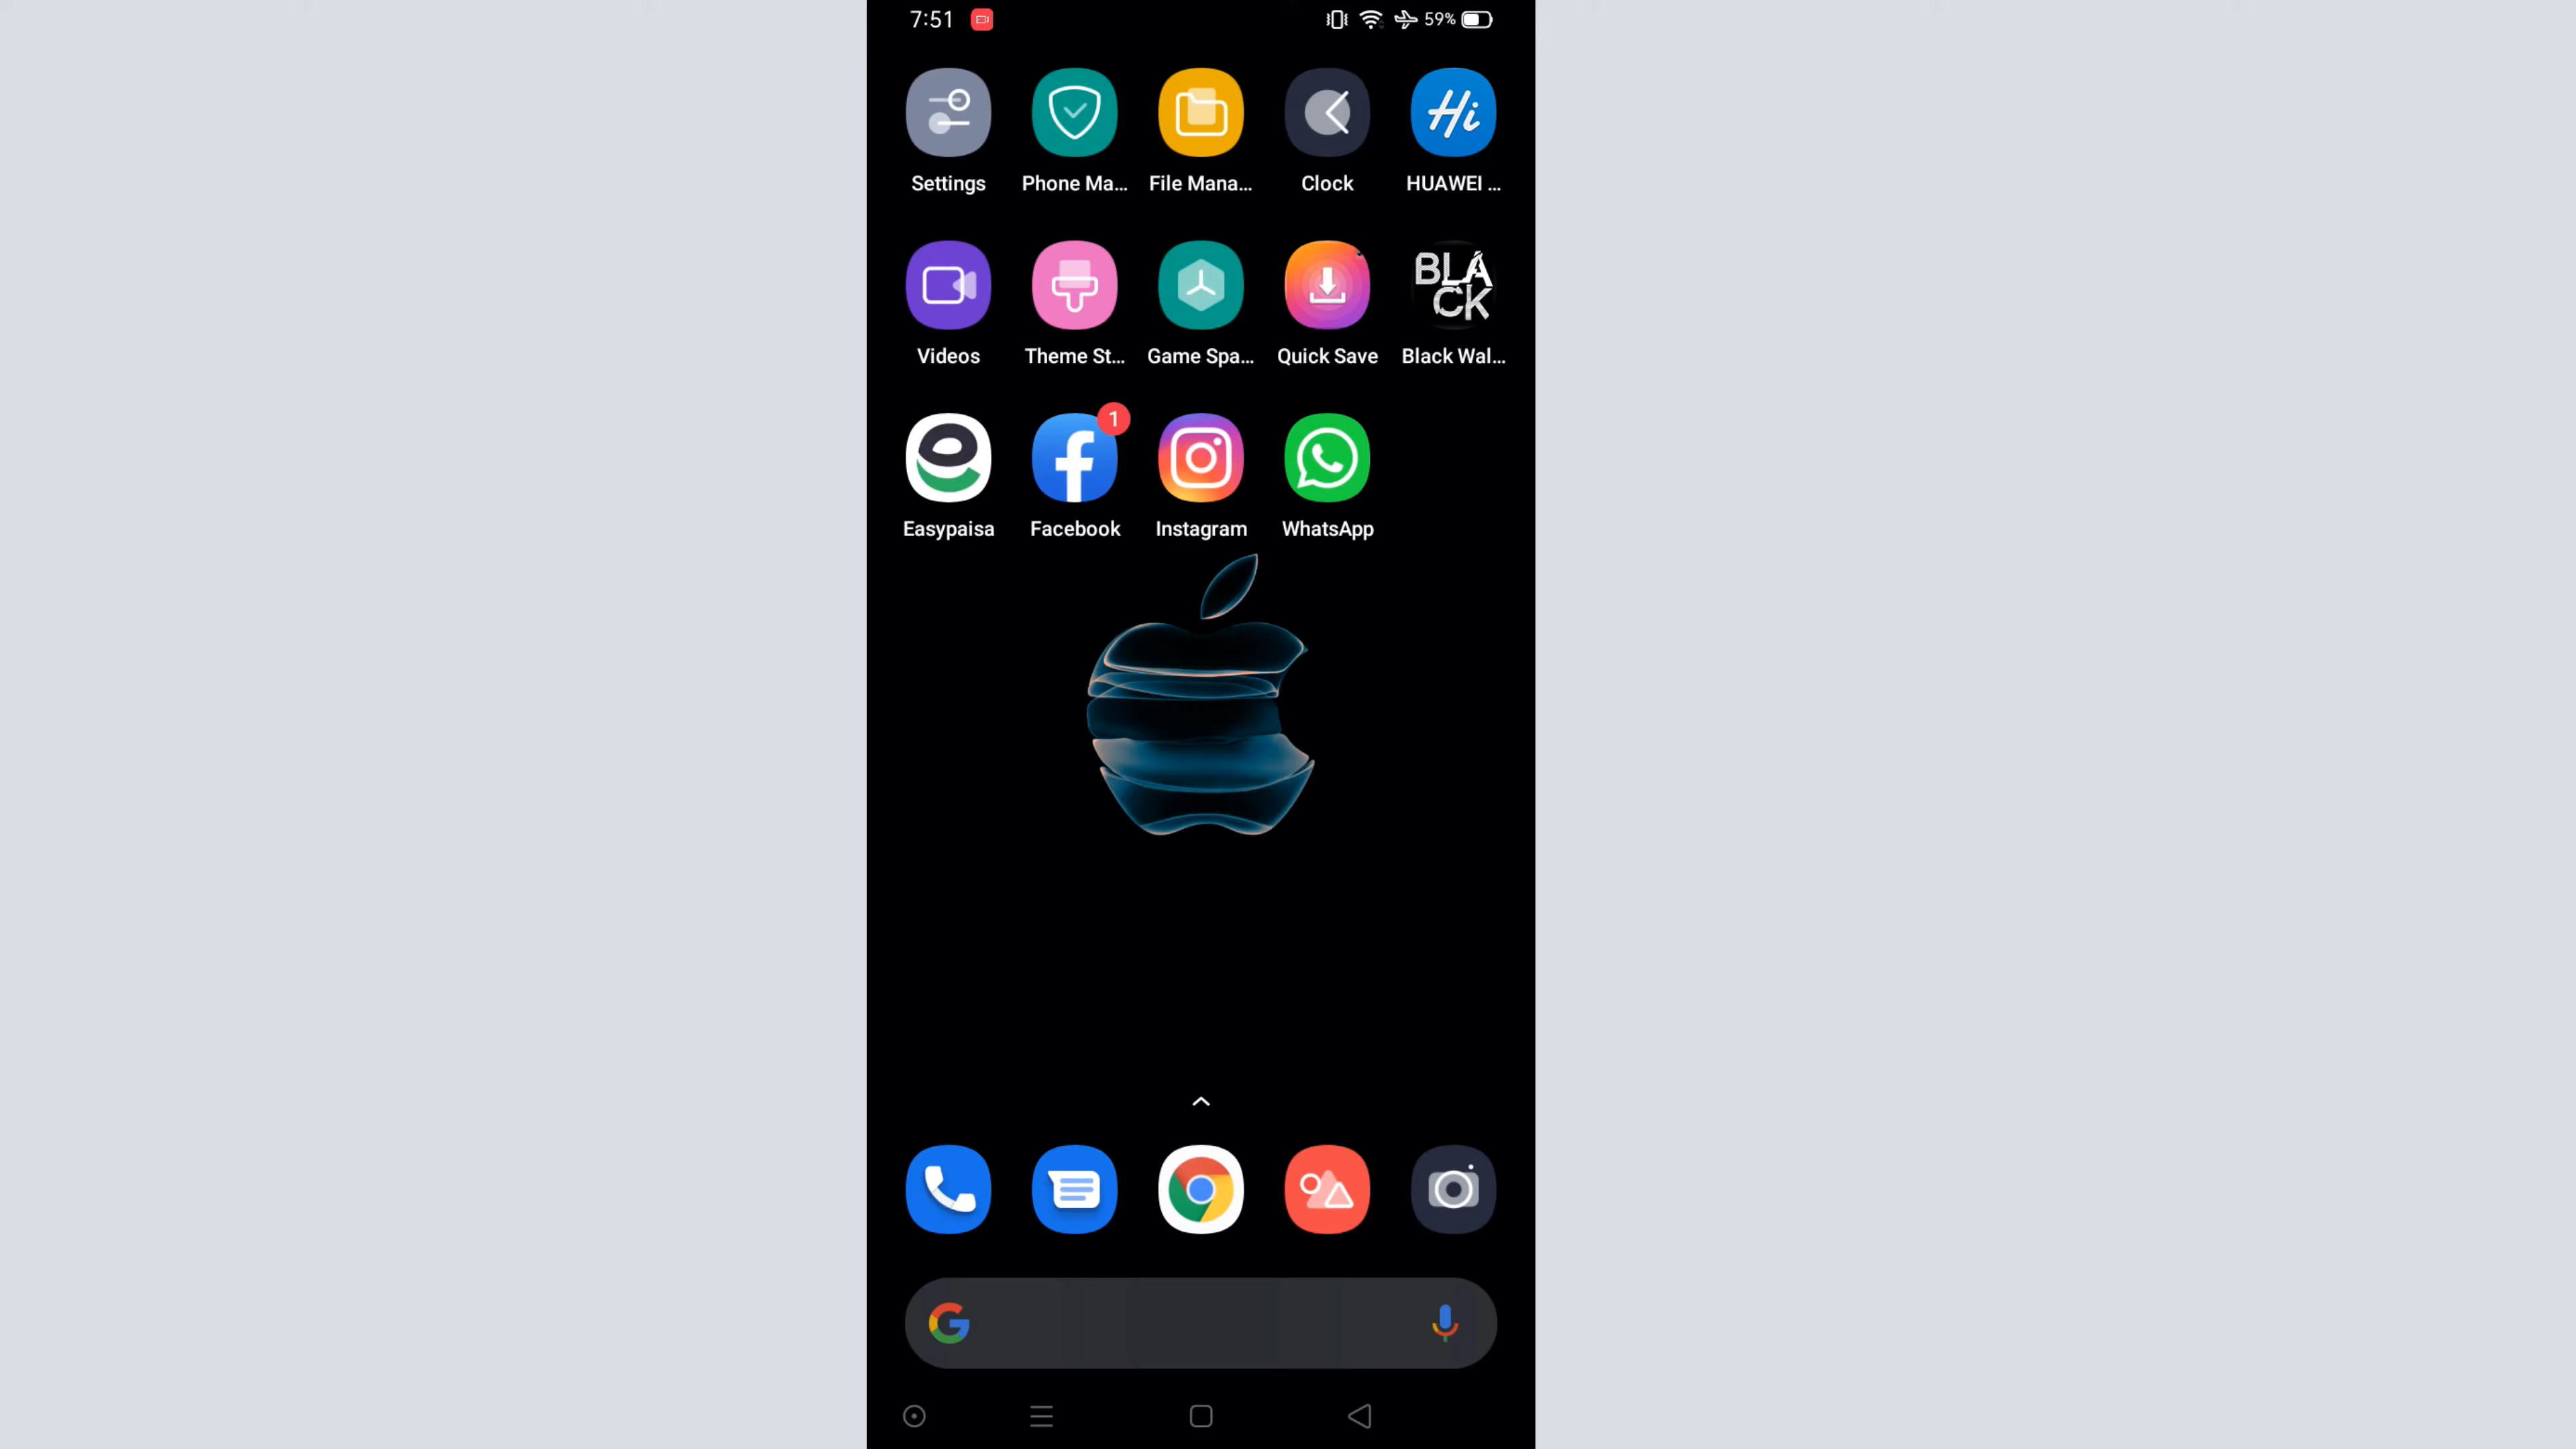 7:51 59%
Settings Phone Ma... File Mana... Clock HUAWEI ...
Hi
Videos Theme St... Game Spa... Quick Save Black Wal...
BLACK
1
Easypaisa Facebook Instagram WhatsApp